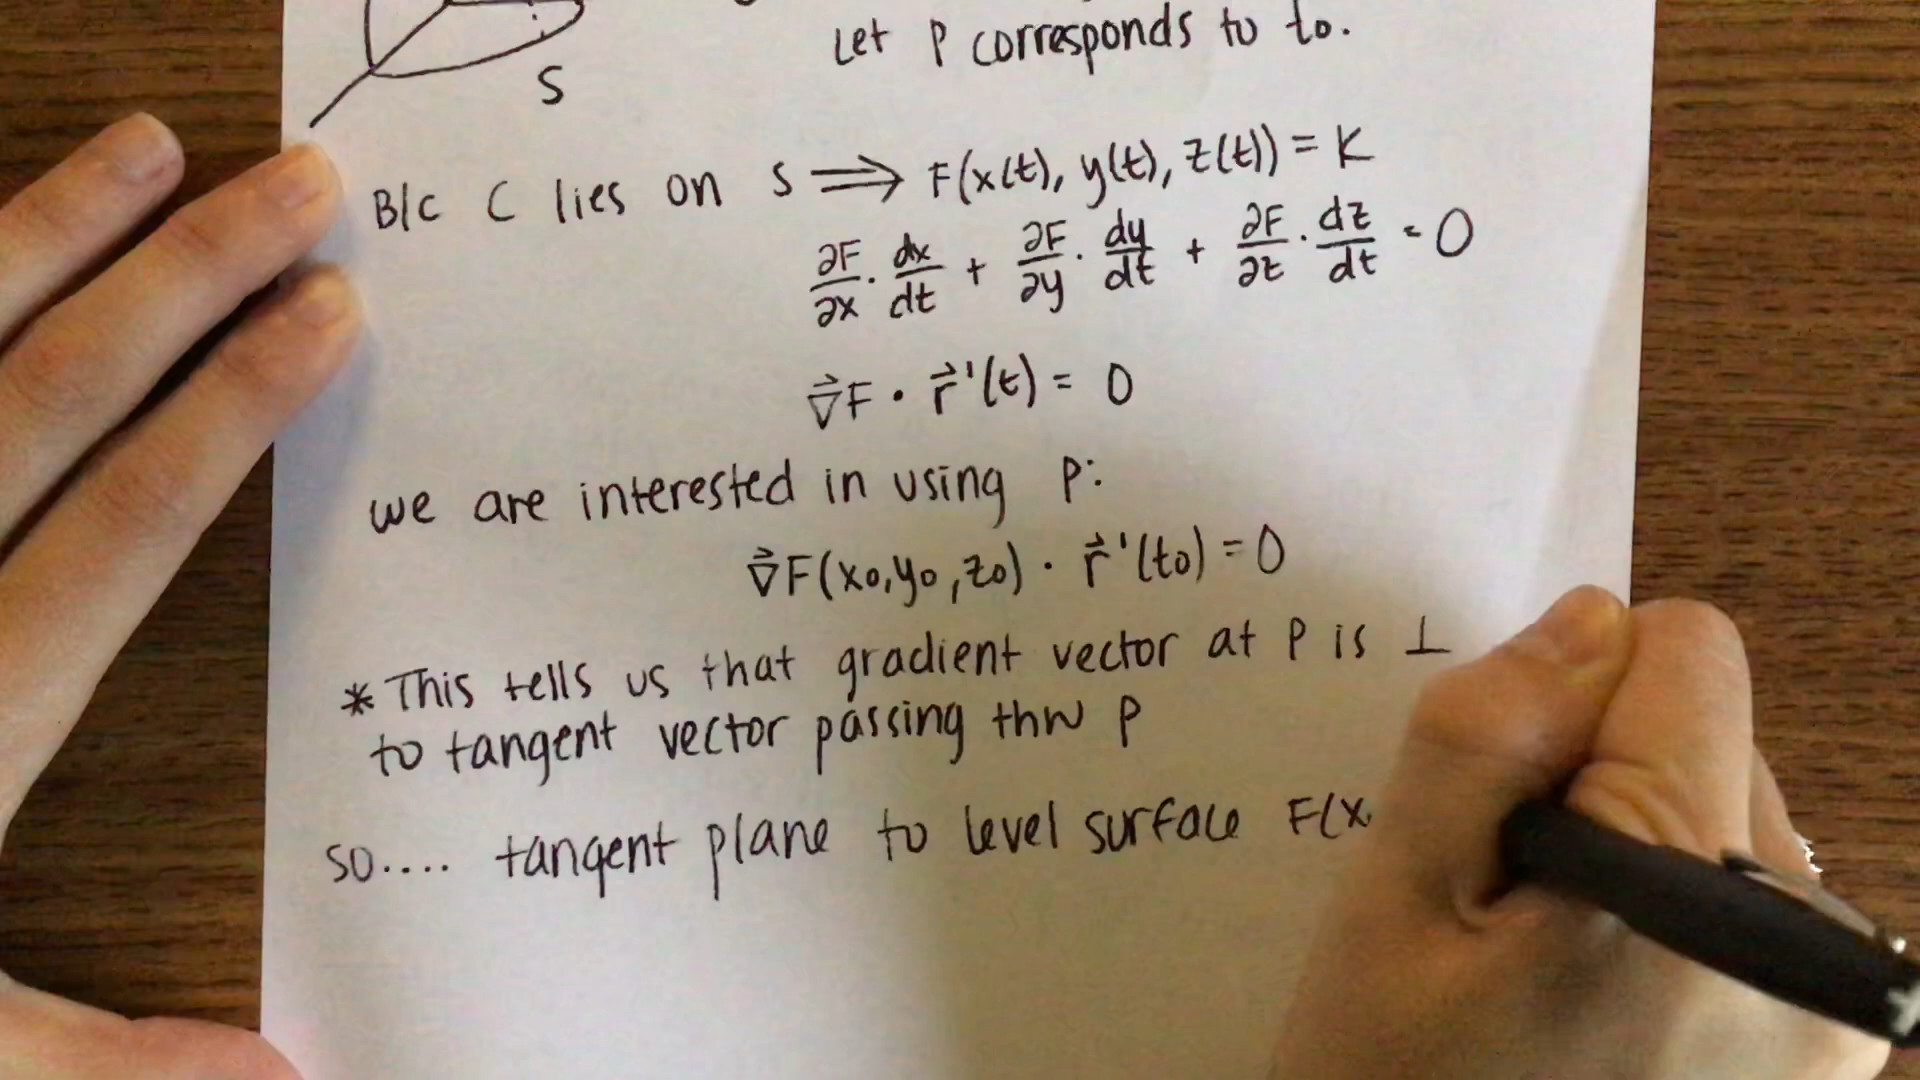 Let P corresponds to to.
S
B/c C lies on S ⟹ F(x(t), y(t), z(t)) = K
∂F/∂x · dx/dt + ∂F/∂y · dy/dt + ∂F/∂z · dz/dt = 0
∇⃗F · r⃗'(t) = 0
we are interested in using P:
∇⃗F(x0,y0,z0) · r⃗'(t0) = 0
* This tells us that gradient vector at P is ⊥
to tangent vector passing thru P
so.... tangent plane to level surface F(x